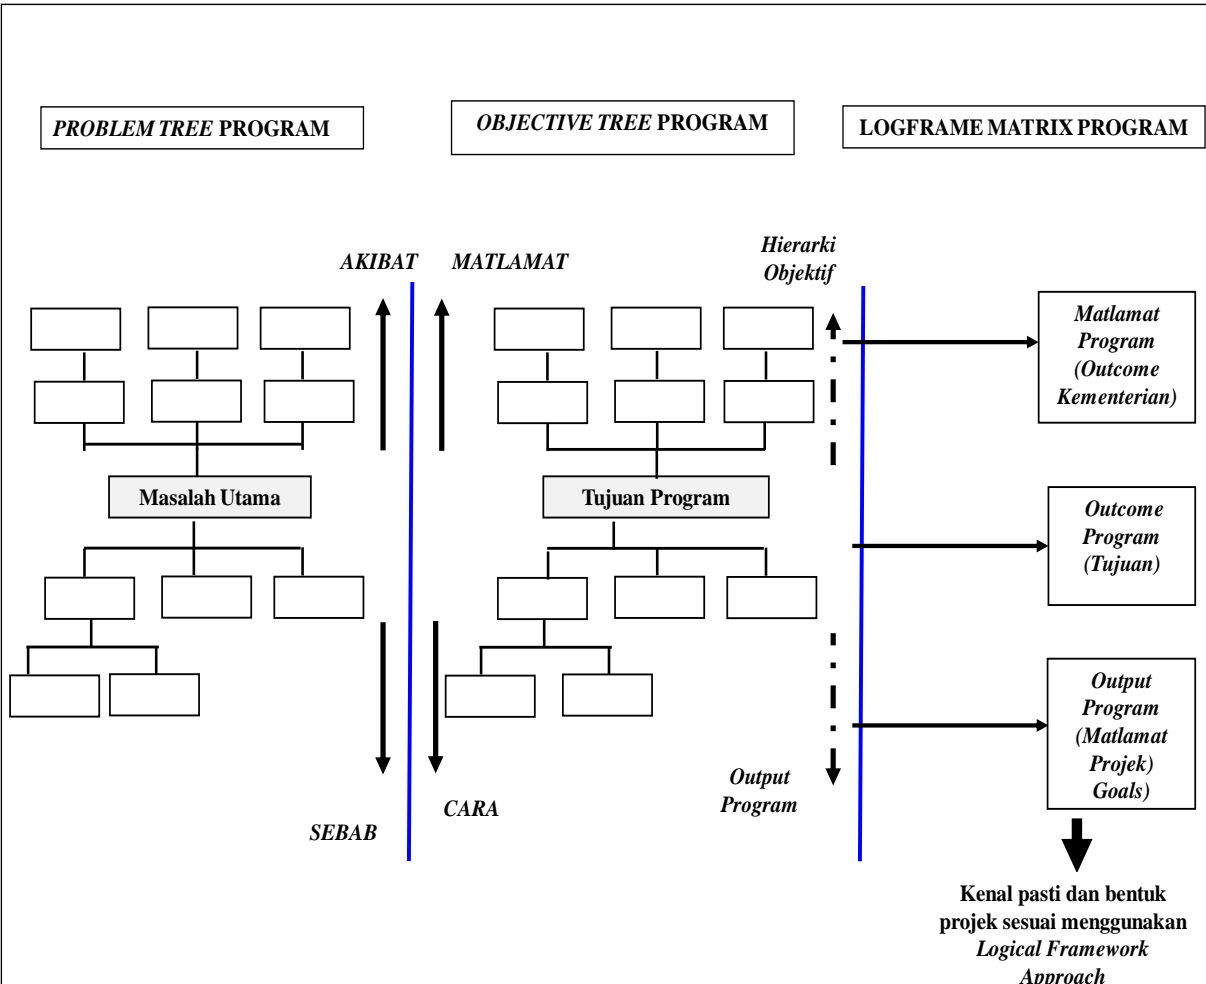 PROBLEM TREE PROGRAM
OBJECTIVE TREE PROGRAM
LOGFRAME MATRIX PROGRAM
AKIBAT
MATLAMAT
Hierarki
Objektif
Matlamat
Program
(Outcome
Kementerian)
Masalah Utama
Tujuan Program
Outcome
Program
(Tujuan)
Output
Program
(Matlamat
Projek)
Goals)
SEBAB
CARA
Output
Program
Kenal pasti dan bentuk
projek sesuai menggunakan
Logical Framework
Approach